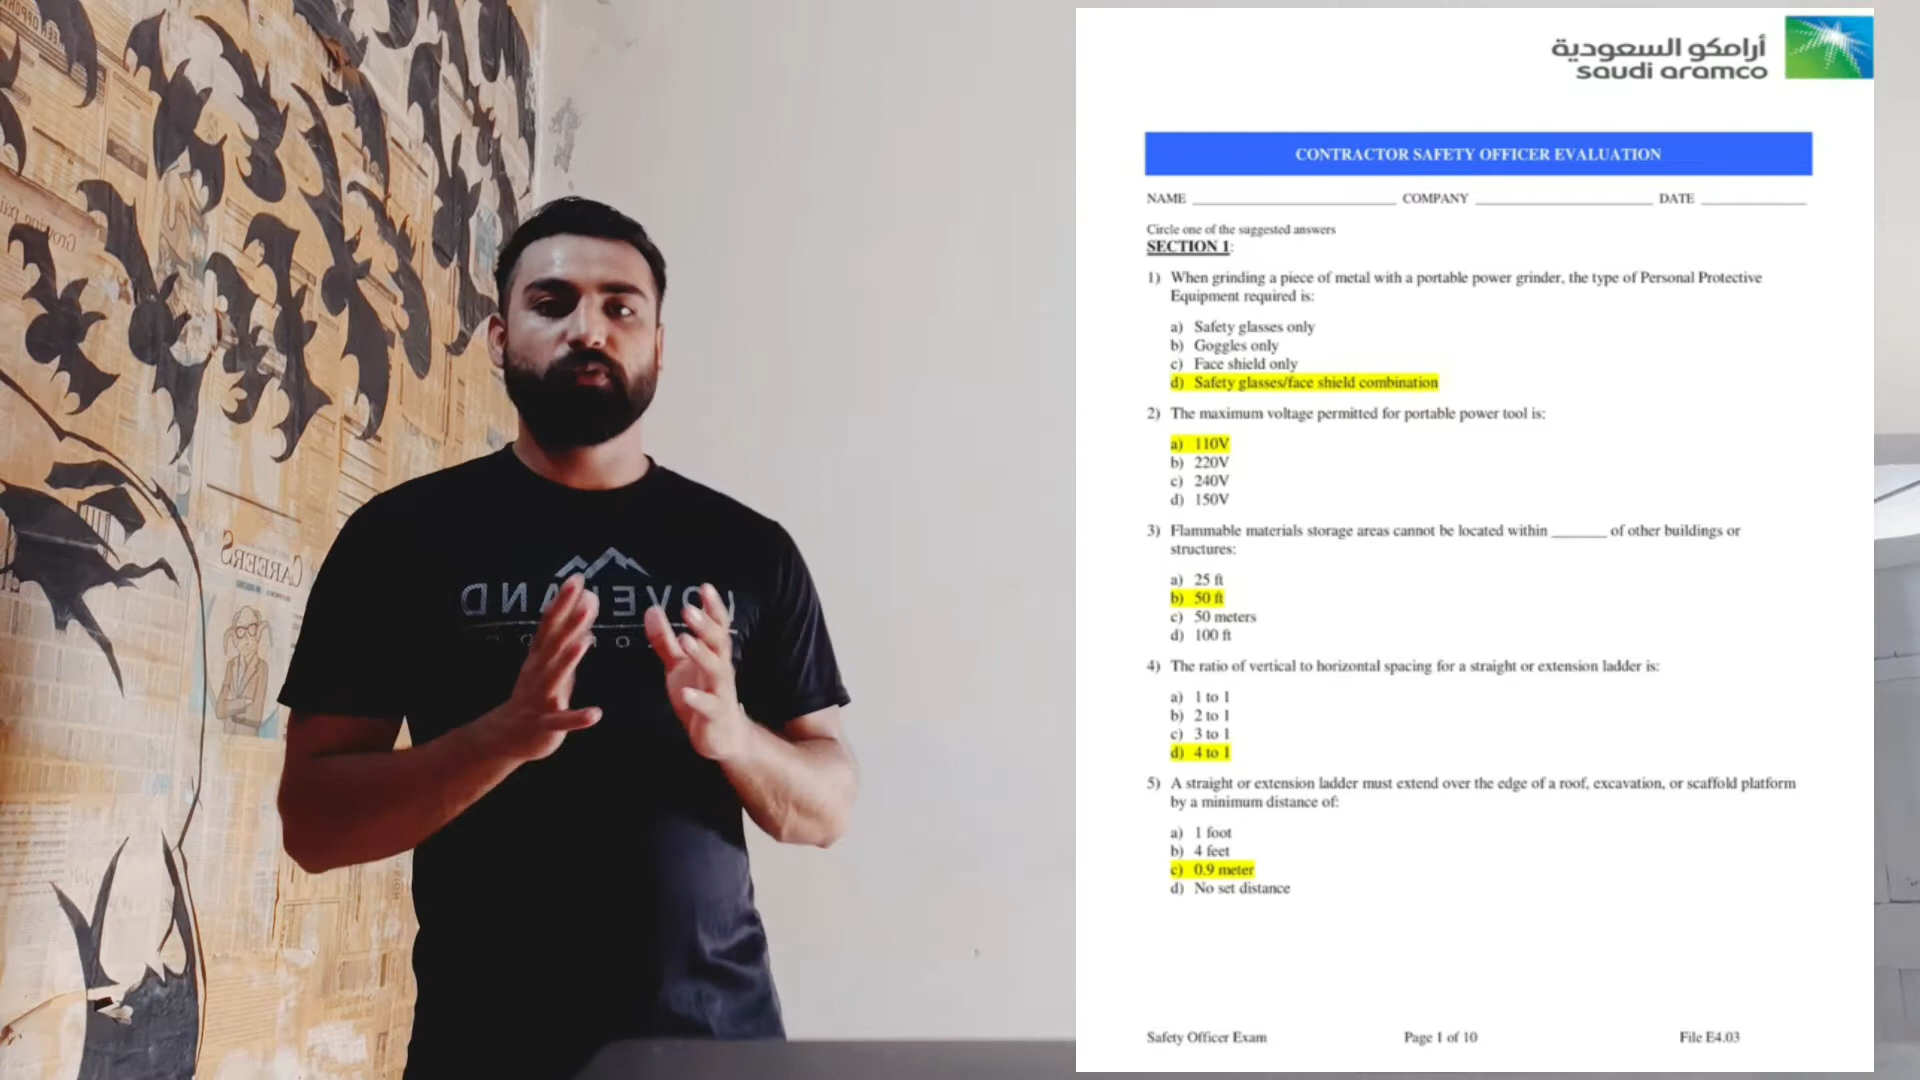 CAREERS
LOVELAND
أرامكو السعودية
saudi aramco
CONTRACTOR SAFETY OFFICER EVALUATION
NAME ____________ COMPANY ____________ DATE ____________
Circle one of the suggested answers
SECTION 1:
1) When grinding a piece of metal with a portable power grinder, the type of Personal Protective
Equipment required is:
a) Safety glasses only
b) Goggles only
c) Face shield only
d) Safety glasses/face shield combination
2) The maximum voltage permitted for portable power tool is:
a) 110V
b) 220V
c) 240V
d) 150V
3) Flammable materials storage areas cannot be located within _______ of other buildings or
structures:
a) 25 ft
b) 50 ft
c) 50 meters
d) 100 ft
4) The ratio of vertical to horizontal spacing for a straight or extension ladder is:
a) 1 to 1
b) 2 to 1
c) 3 to 1
d) 4 to 1
5) A straight or extension ladder must extend over the edge of a roof, excavation, or scaffold platform
by a minimum distance of:
a) 1 foot
b) 4 feet
c) 0.9 meter
d) No set distance
Safety Officer Exam Page 1 of 10 File E4.03